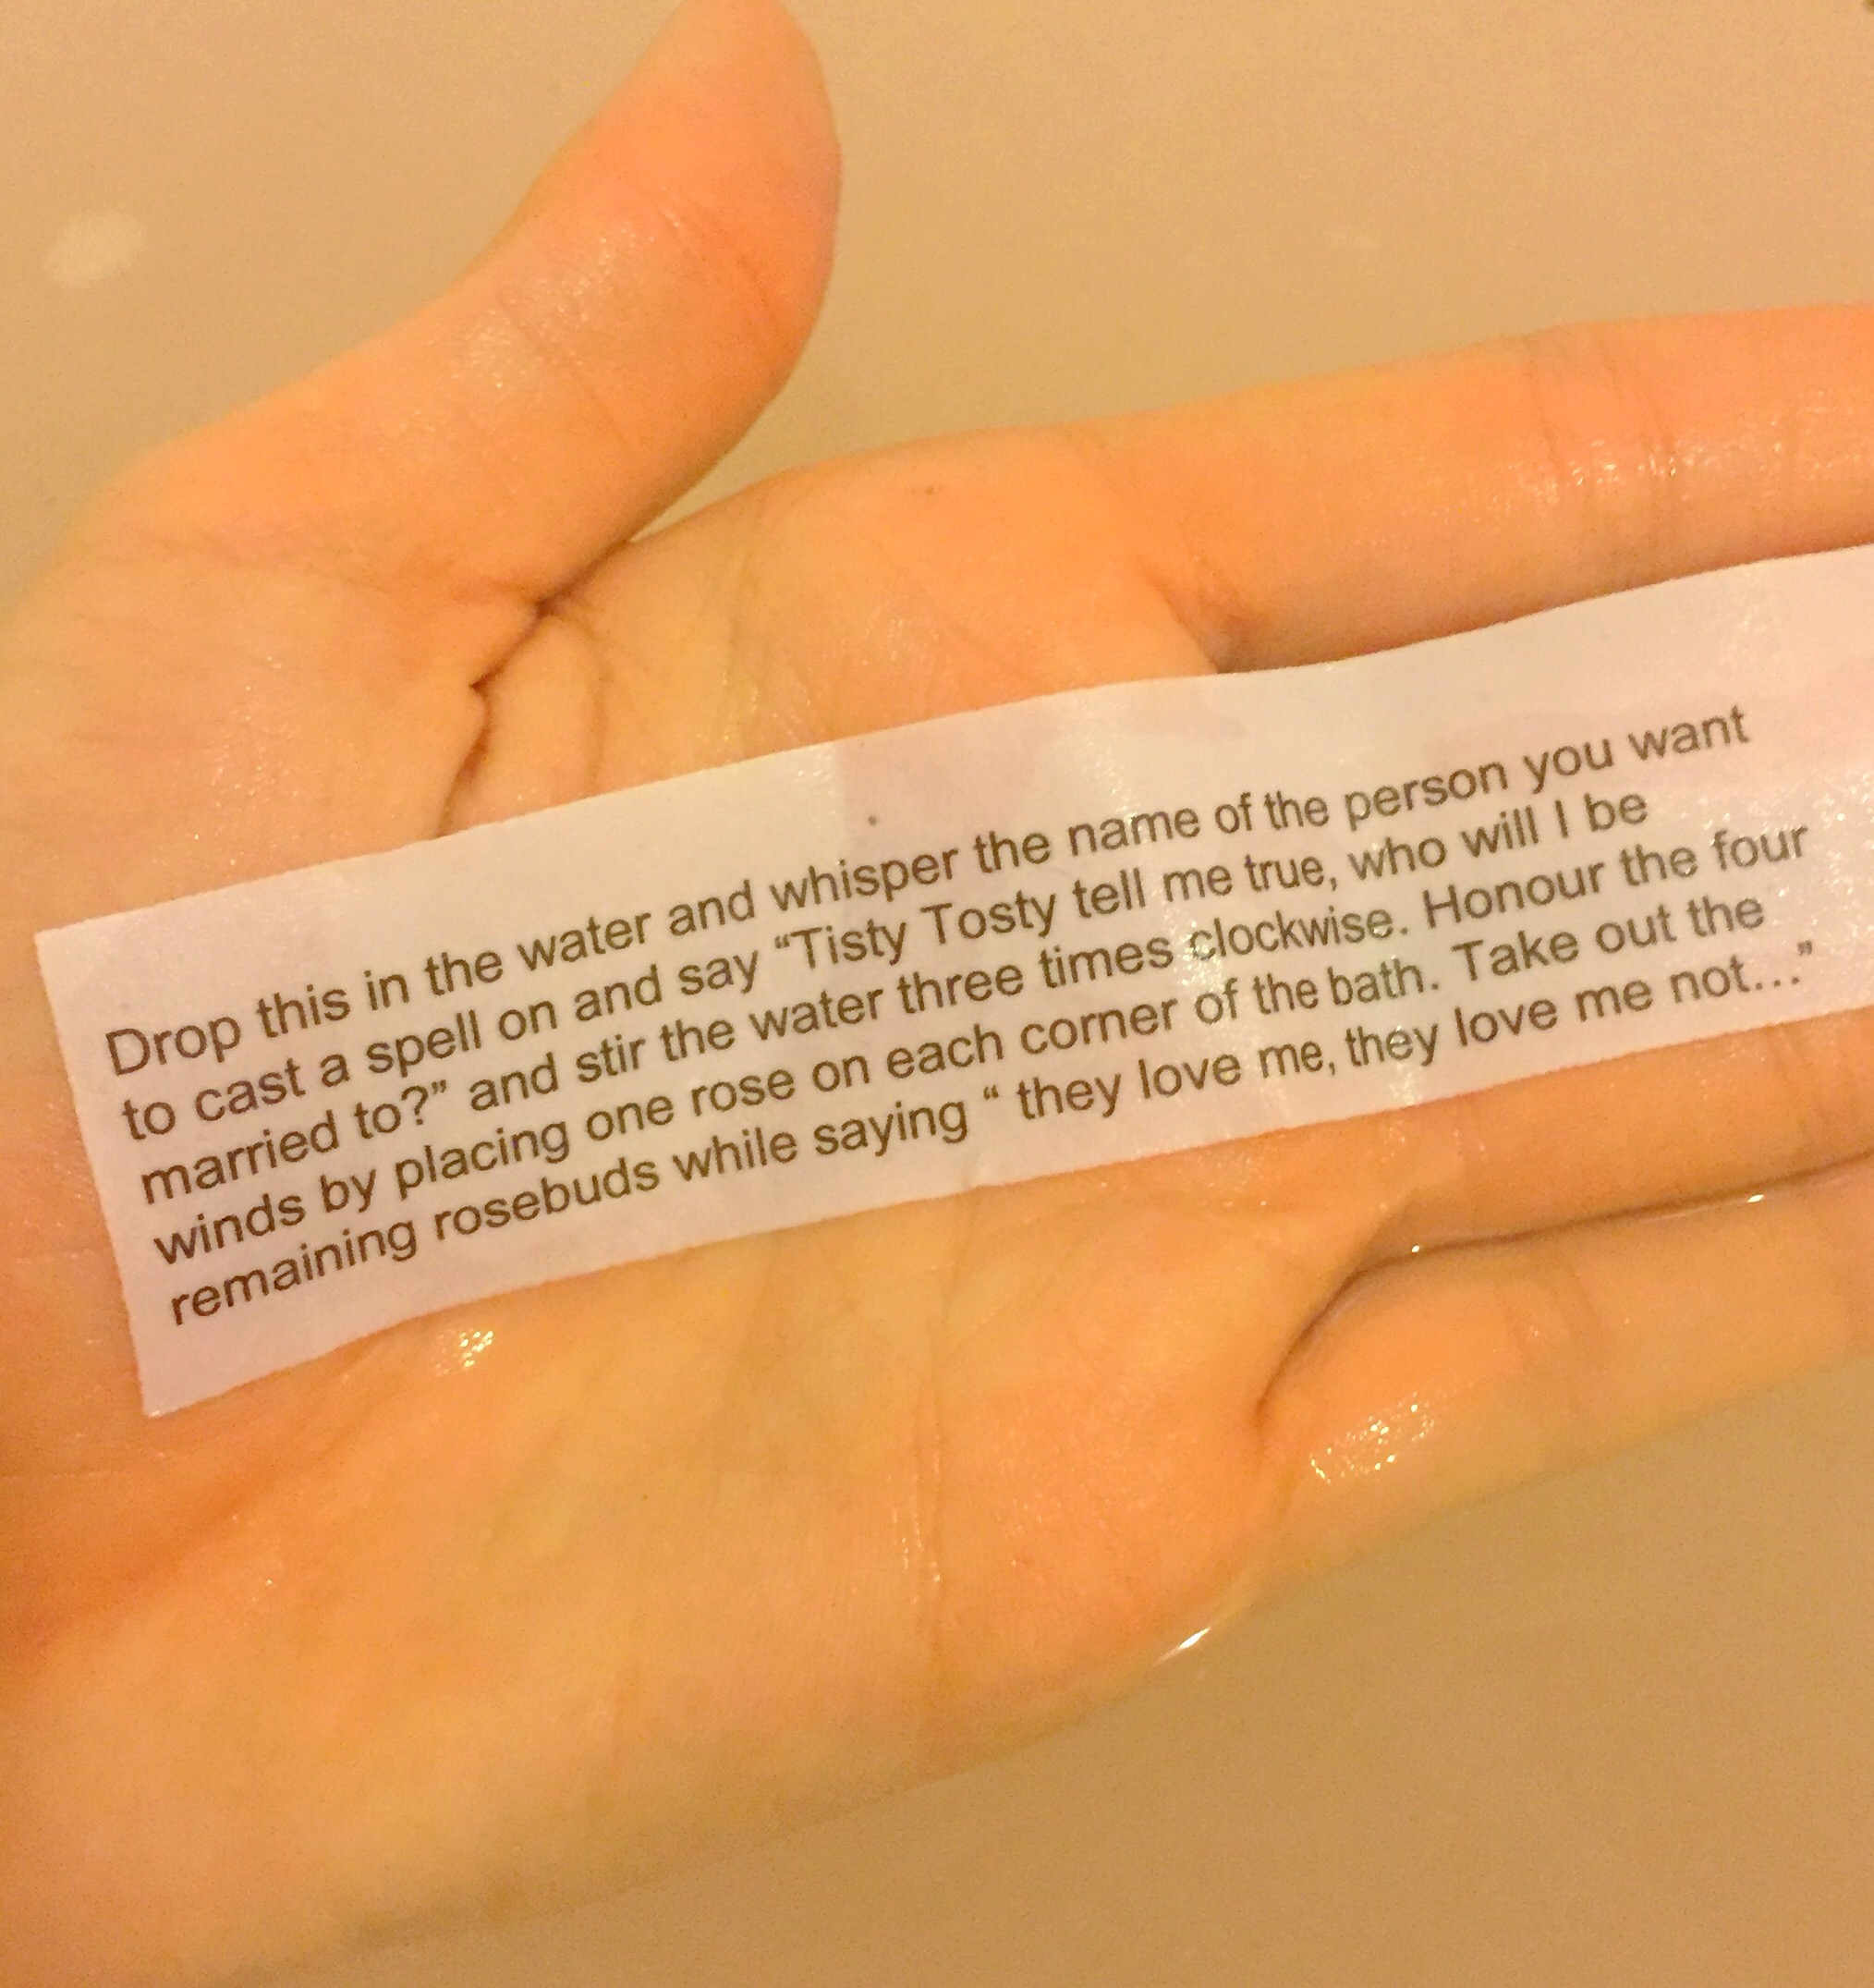 Drop this in the water and whisper the name of the person you want
to cast a spell on and say “Tisty Tosty tell me true, who will I be
married to?” and stir the water three times clockwise. Honour the four
winds by placing one rose on each corner of the bath. Take out the
remaining rosebuds while saying “ they love me, they love me not...”